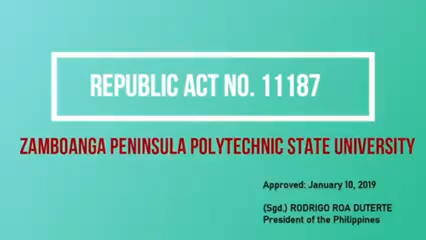 REPUBLIC ACT NO. 11187
ZAMBOANGA PENINSULA POLYTECHNIC STATE UNIVERSITY
Approved: January 10, 2019
(Sgd.) RODRIGO ROA DUTERTE
President of the Philippines